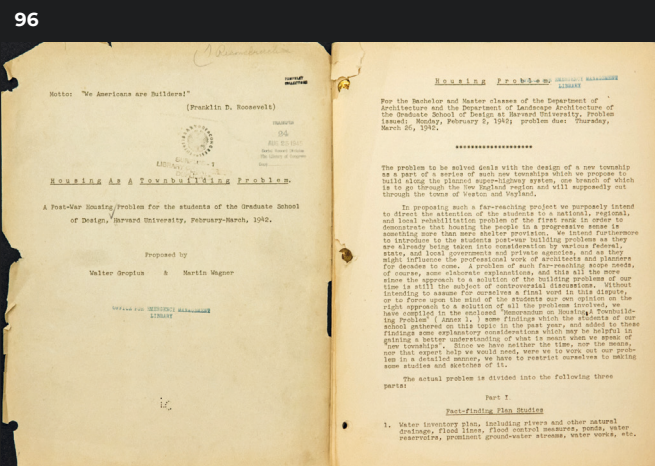 96
Motto: "We Americans are Builders!"
(Franklin D. Roosevelt)
Housing As A Townbuilding Problem.
A Post-War Housing Problem for the students of the Graduate School
of Design, Harvard University, February-March, 1942.
Proposed by
Walter Gropius & Martin Wagner
OFFICE FOR EMERGENCY MANAGEMENT
LIBRARY
Housing Problem.
EMERGENCY MANAGEMENT
LIBRARY
For the Bachelor and Master classes of the Department of
Architecture and the Department of Landscape Architecture of
the Graduate School of Design at Harvard University. Problem
issued: Monday, February 2, 1942; problem due: Thursday,
March 26, 1942.
********************
The problem to be solved deals with the design of a new township
as a part of a series of such new townships which we propose to
build along the planned super-highway system, one branch of which
is to go through the New England region and will supposedly cut
through the towns of Weston and Wayland.
In proposing such a far-reaching project we purposely intend
to direct the attention of the students to a national, regional,
and local rehabilitation problem of the first rank in order to
demonstrate that housing the people in a progressive sense is
something more than mere shelter provision. We intend furthermore
to introduce to the students post-war building problems as they
are already being taken into consideration by various federal,
state, and local governments and private agencies, and as they
might influence the professional work of architects and planners
for decades to come. A problem of such far-reaching scope needs,
of course, some elaborate explanations, and this all the more
since the approach to a solution of the building problems of our
time is still the subject of controversial discussions. Without
intending to assume for ourselves a final word in this dispute,
or to force upon the mind of the students our own opinion on the
right approach to a solution of all the problems involved, we
have compiled in the enclosed "Memorandum on Housing, A Townbuild-
ing Problem" ( Annex 1. ) some findings which the students of our
school gathered on this topic in the past year, and added to these
findings some explanatory considerations which may be helpful in
gaining a better understanding of what is meant when we speak of
"new townships". Since we have neither the time, nor the means,
nor that expert help we would need, were we to work out our prob-
lem in a detailed manner, we have to restrict ourselves to making
some studies and sketches of it.
The actual problem is divided into the following three
parts:
Part I
Fact-finding Plan Studies
1. Water inventory plan, including rivers and other natural
drainage, flood lines, flood control measures, ponds, water
reservoirs, prominent ground-water streams, water works, etc.